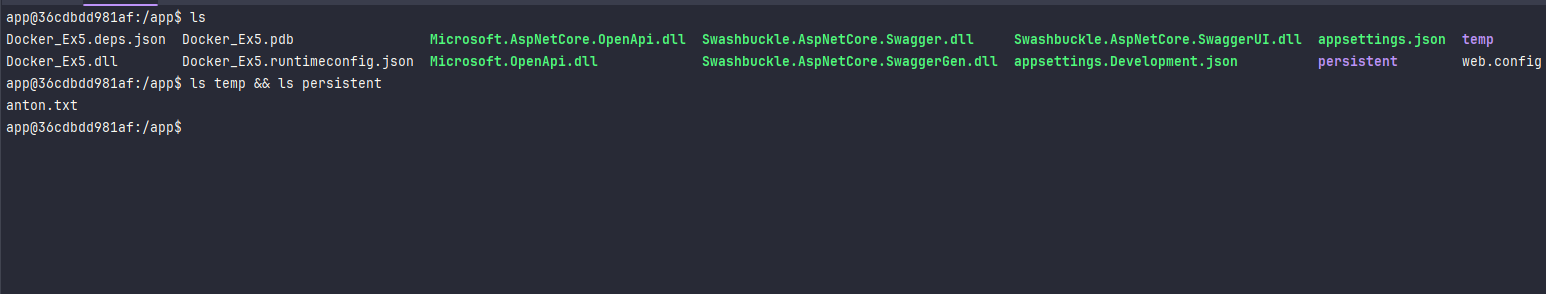 app@36cdbdd981af:/app$ ls
Docker_Ex5.deps.json  Docker_Ex5.pdb                 Microsoft.AspNetCore.OpenApi.dll  Swashbuckle.AspNetCore.Swagger.dll     Swashbuckle.AspNetCore.SwaggerUI.dll  appsettings.json  temp
Docker_Ex5.dll        Docker_Ex5.runtimeconfig.json  Microsoft.OpenApi.dll             Swashbuckle.AspNetCore.SwaggerGen.dll  appsettings.Development.json          persistent        web.config
app@36cdbdd981af:/app$ ls temp && ls persistent
anton.txt
app@36cdbdd981af:/app$